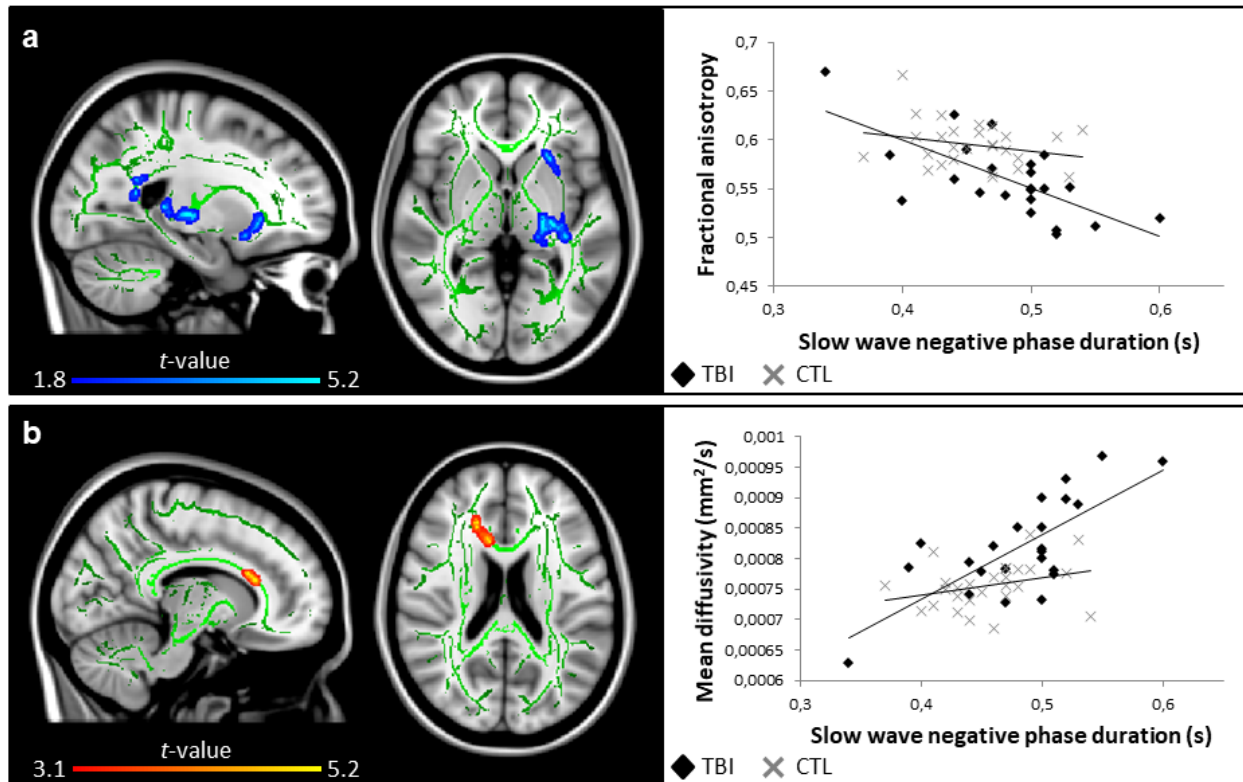 a
t-value
1.8 5.2
Fractional anisotropy
0,7
0,65
0,6
0,55
0,5
0,45
0,3 0,4 0,5 0,6
Slow wave negative phase duration (s)
TBI CTL
b
t-value
3.1 5.2
Mean diffusivity (mm²/s)
0,001
0,00095
0,0009
0,00085
0,0008
0,00075
0,0007
0,00065
0,0006
0,3 0,4 0,5 0,6
Slow wave negative phase duration (s)
TBI CTL